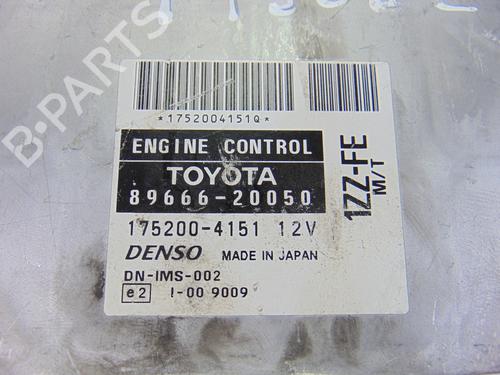 *1752004151Q*
ENGINE CONTROL
TOYOTA
89666-20050
175200-4151 12V
DENSO MADE IN JAPAN
DN-IMS-002
e2 I-00 9009
1ZZ-FE
M/T
B-PARTS